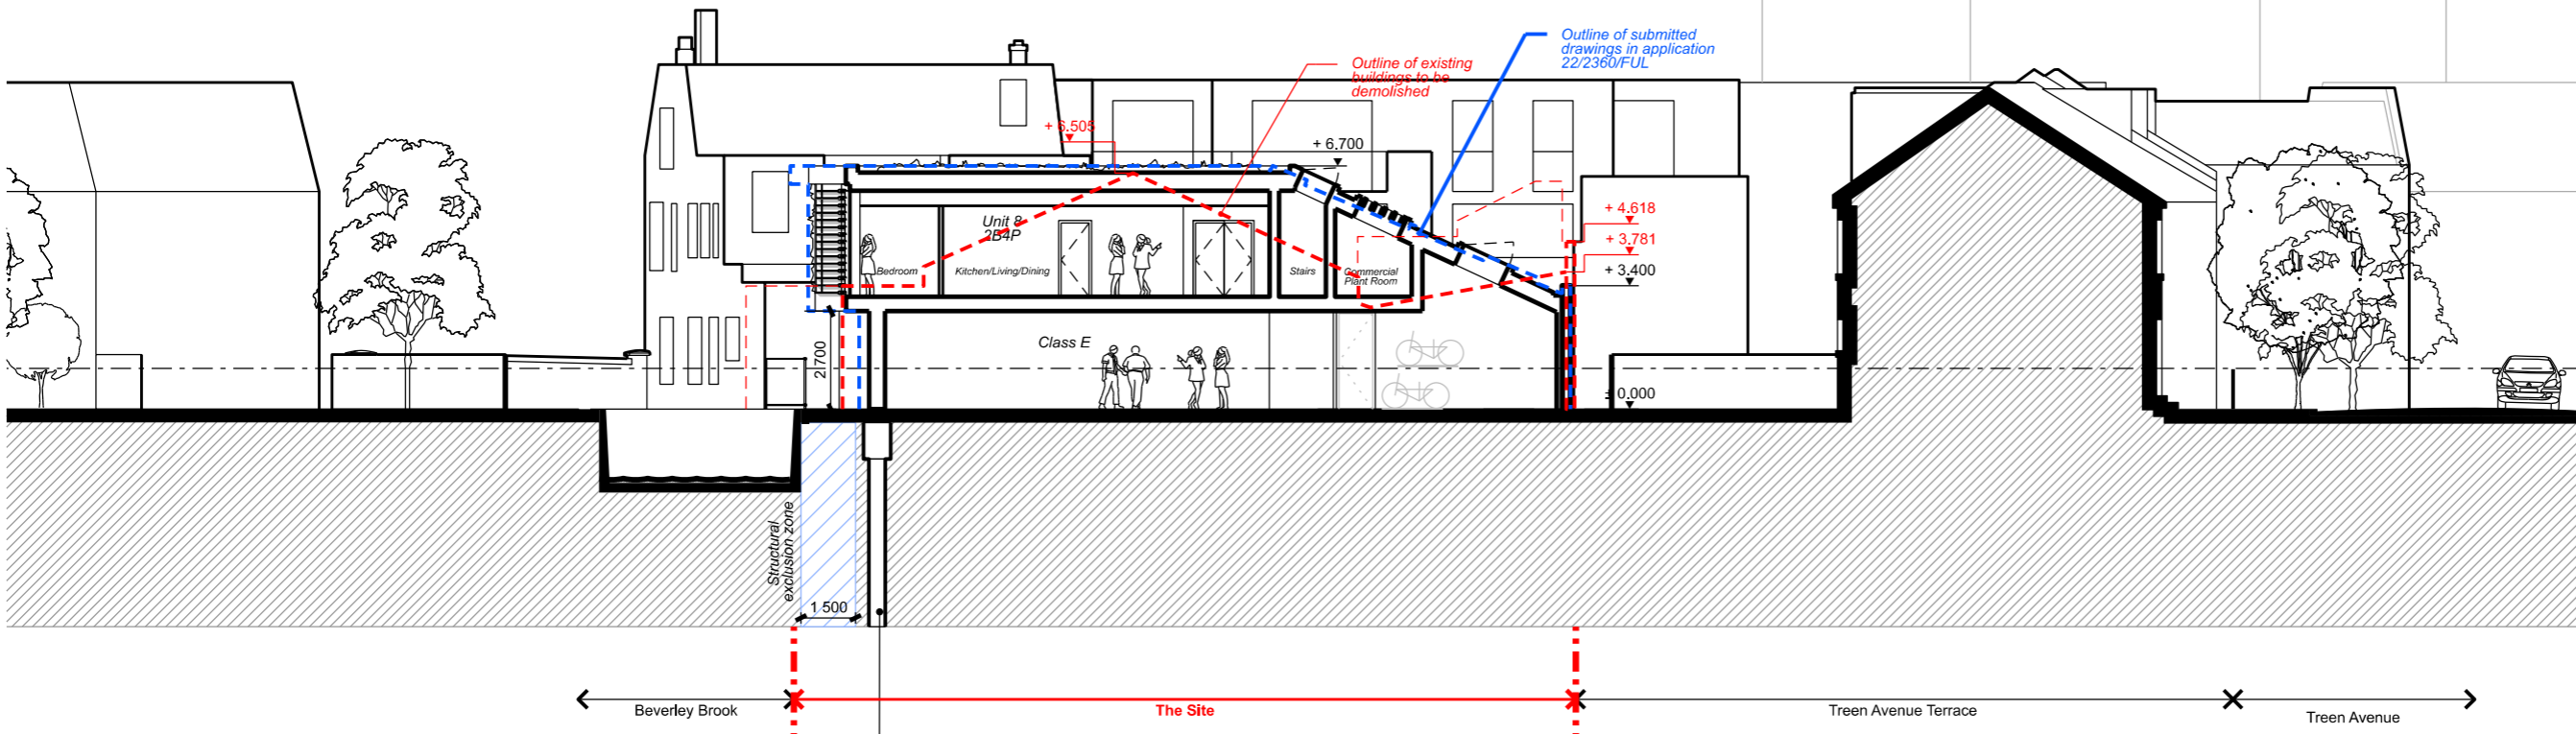 Outline of submitted
drawings in application
22/2360/FUL
Outline of existing
buildings to be
demolished
+ 6.505
+ 6.700
+ 4.618
+ 3.781
+ 3.400
± 0.000
Unit 8
2B4P
Bedroom
Kitchen/Living/Dining
Stairs
Commercial
Plant Room
Class E
2 700
Structural
exclusion zone
1 500
Beverley Brook
The Site
Treen Avenue Terrace
Treen Avenue